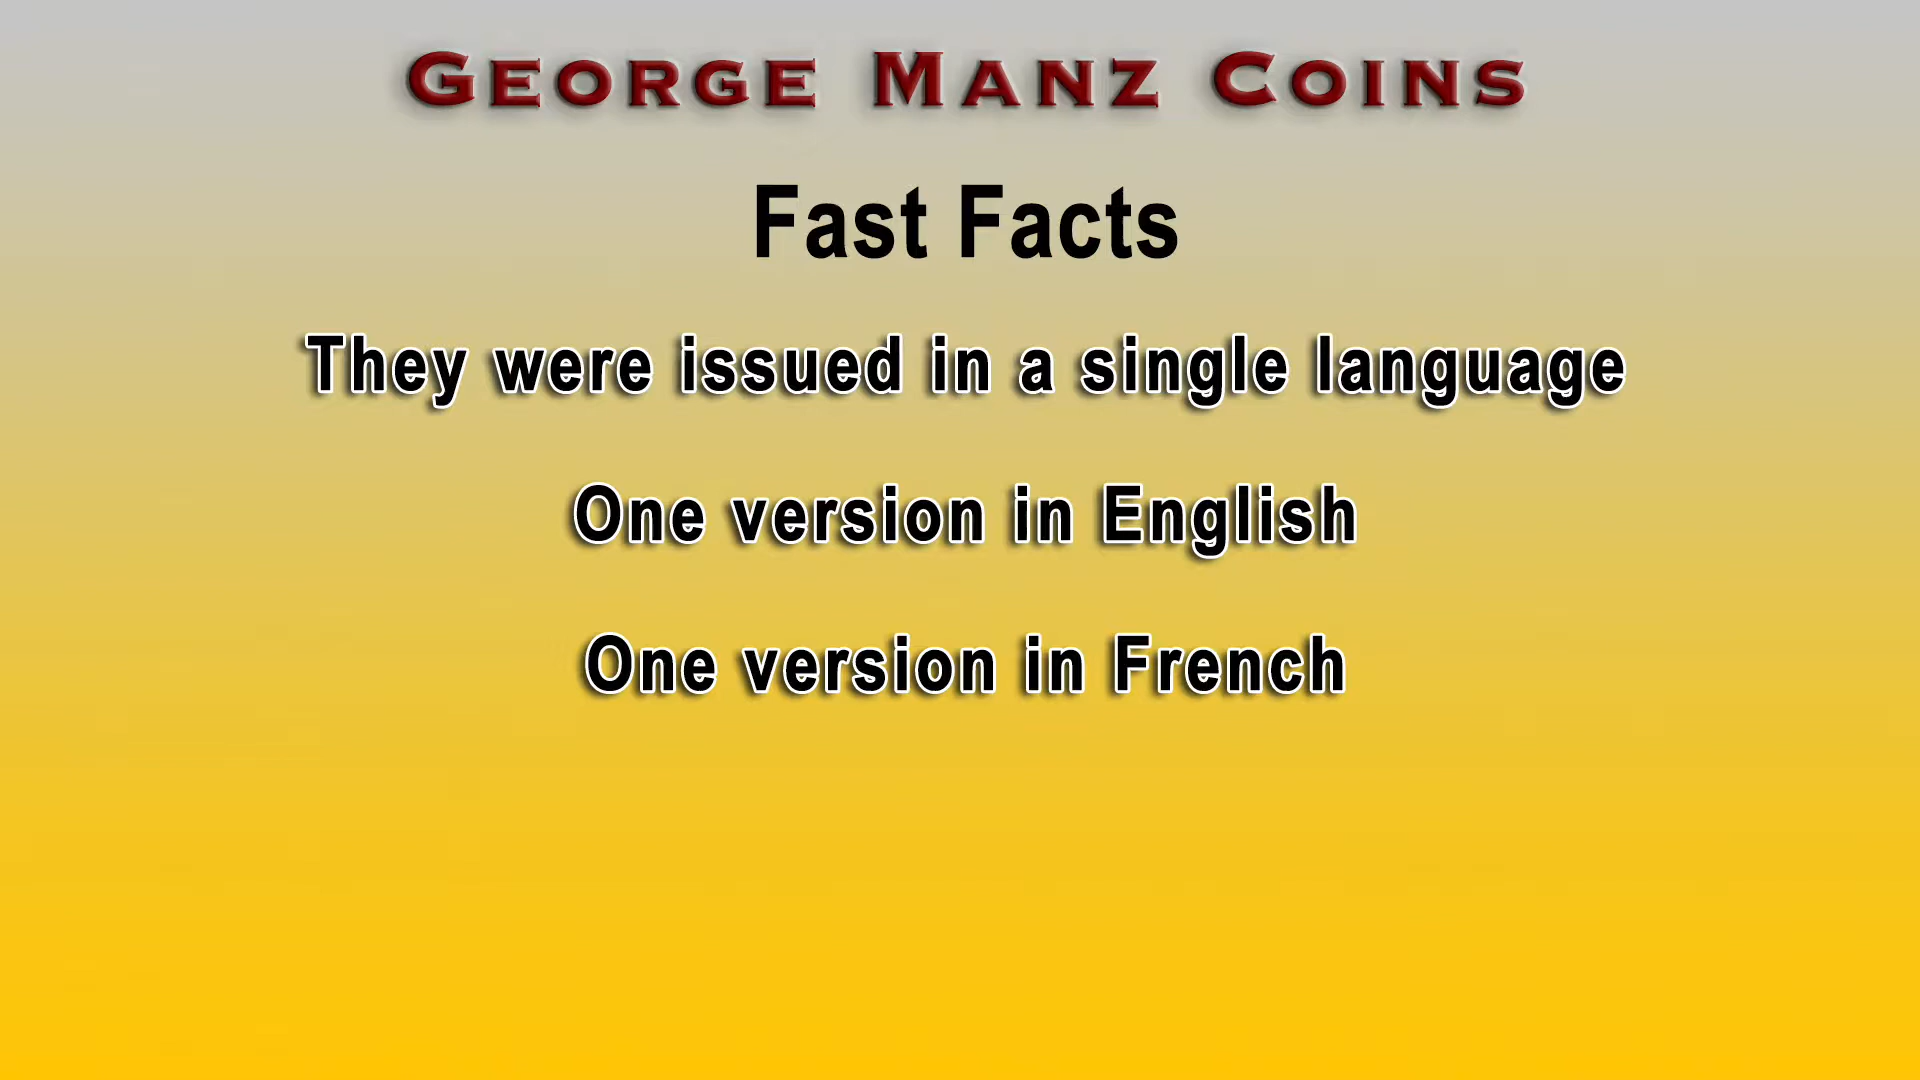 George Manz Coins
Fast Facts
They were issued in a single language
One version in English
One version in French